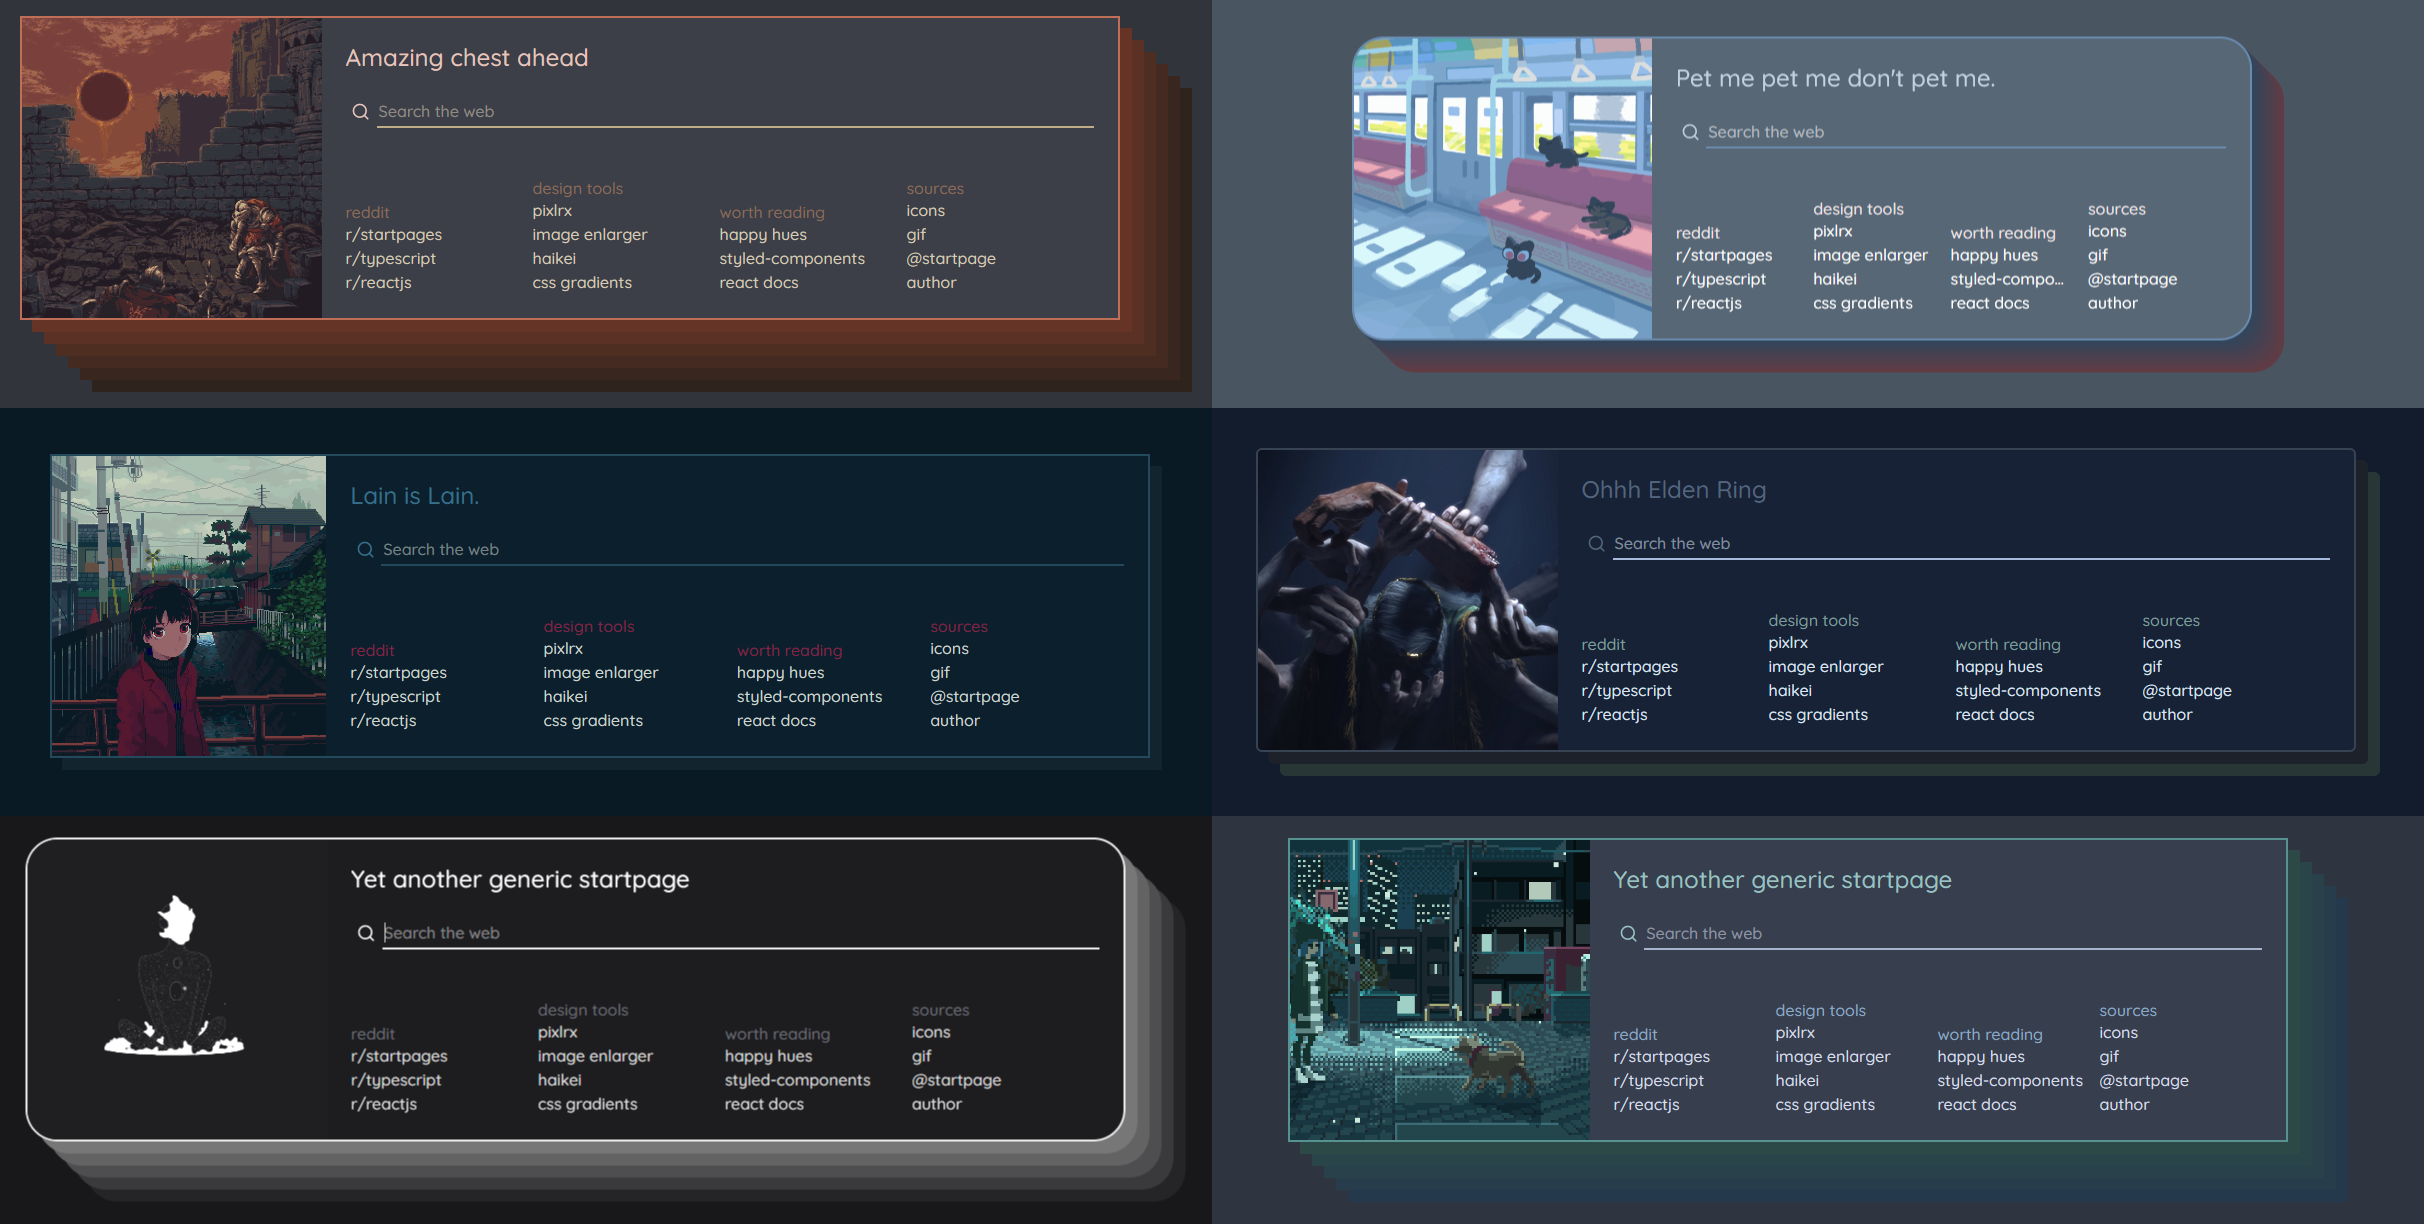 Amazing chest ahead
Search the web
reddit
r/startpages
r/typescript
r/reactjs
design tools
pixlrx
image enlarger
haikei
css gradients
worth reading
happy hues
styled-components
react docs
sources
icons
gif
@startpage
author
Pet me pet me don't pet me.
Search the web
reddit
r/startpages
r/typescript
r/reactjs
design tools
pixlrx
image enlarger
haikei
css gradients
worth reading
happy hues
styled-compo...
react docs
sources
icons
gif
@startpage
author
Lain is Lain.
Search the web
reddit
r/startpages
r/typescript
r/reactjs
design tools
pixlrx
image enlarger
haikei
css gradients
worth reading
happy hues
styled-components
react docs
sources
icons
gif
@startpage
author
Ohhh Elden Ring
Search the web
reddit
r/startpages
r/typescript
r/reactjs
design tools
pixlrx
image enlarger
haikei
css gradients
worth reading
happy hues
styled-components
react docs
sources
icons
gif
@startpage
author
Yet another generic startpage
Search the web
reddit
r/startpages
r/typescript
r/reactjs
design tools
pixlrx
image enlarger
haikei
css gradients
worth reading
happy hues
styled-components
react docs
sources
icons
gif
@startpage
author
Yet another generic startpage
Search the web
reddit
r/startpages
r/typescript
r/reactjs
design tools
pixlrx
image enlarger
haikei
css gradients
worth reading
happy hues
styled-components
react docs
sources
icons
gif
@startpage
author